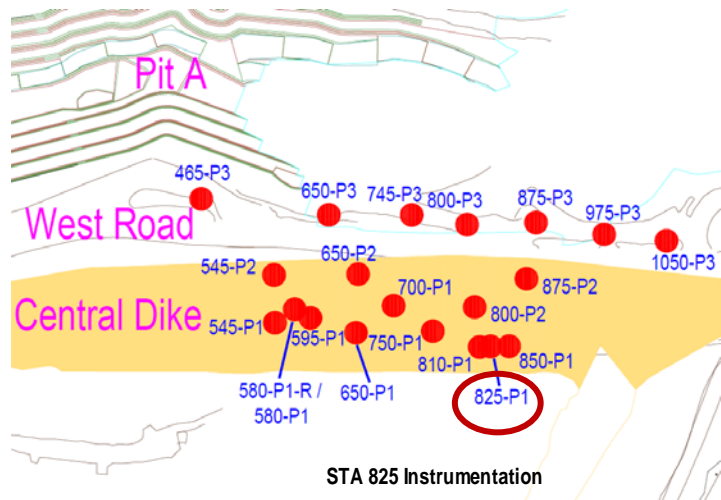 Pit A
465-P3
650-P3
745-P3
800-P3
875-P3
975-P3
1050-P3
West Road
545-P2
650-P2
700-P1
875-P2
800-P2
Central Dike
545-P1
595-P1
750-P1
810-P1
850-P1
580-P1-R /
580-P1
650-P1
825-P1
STA 825 Instrumentation